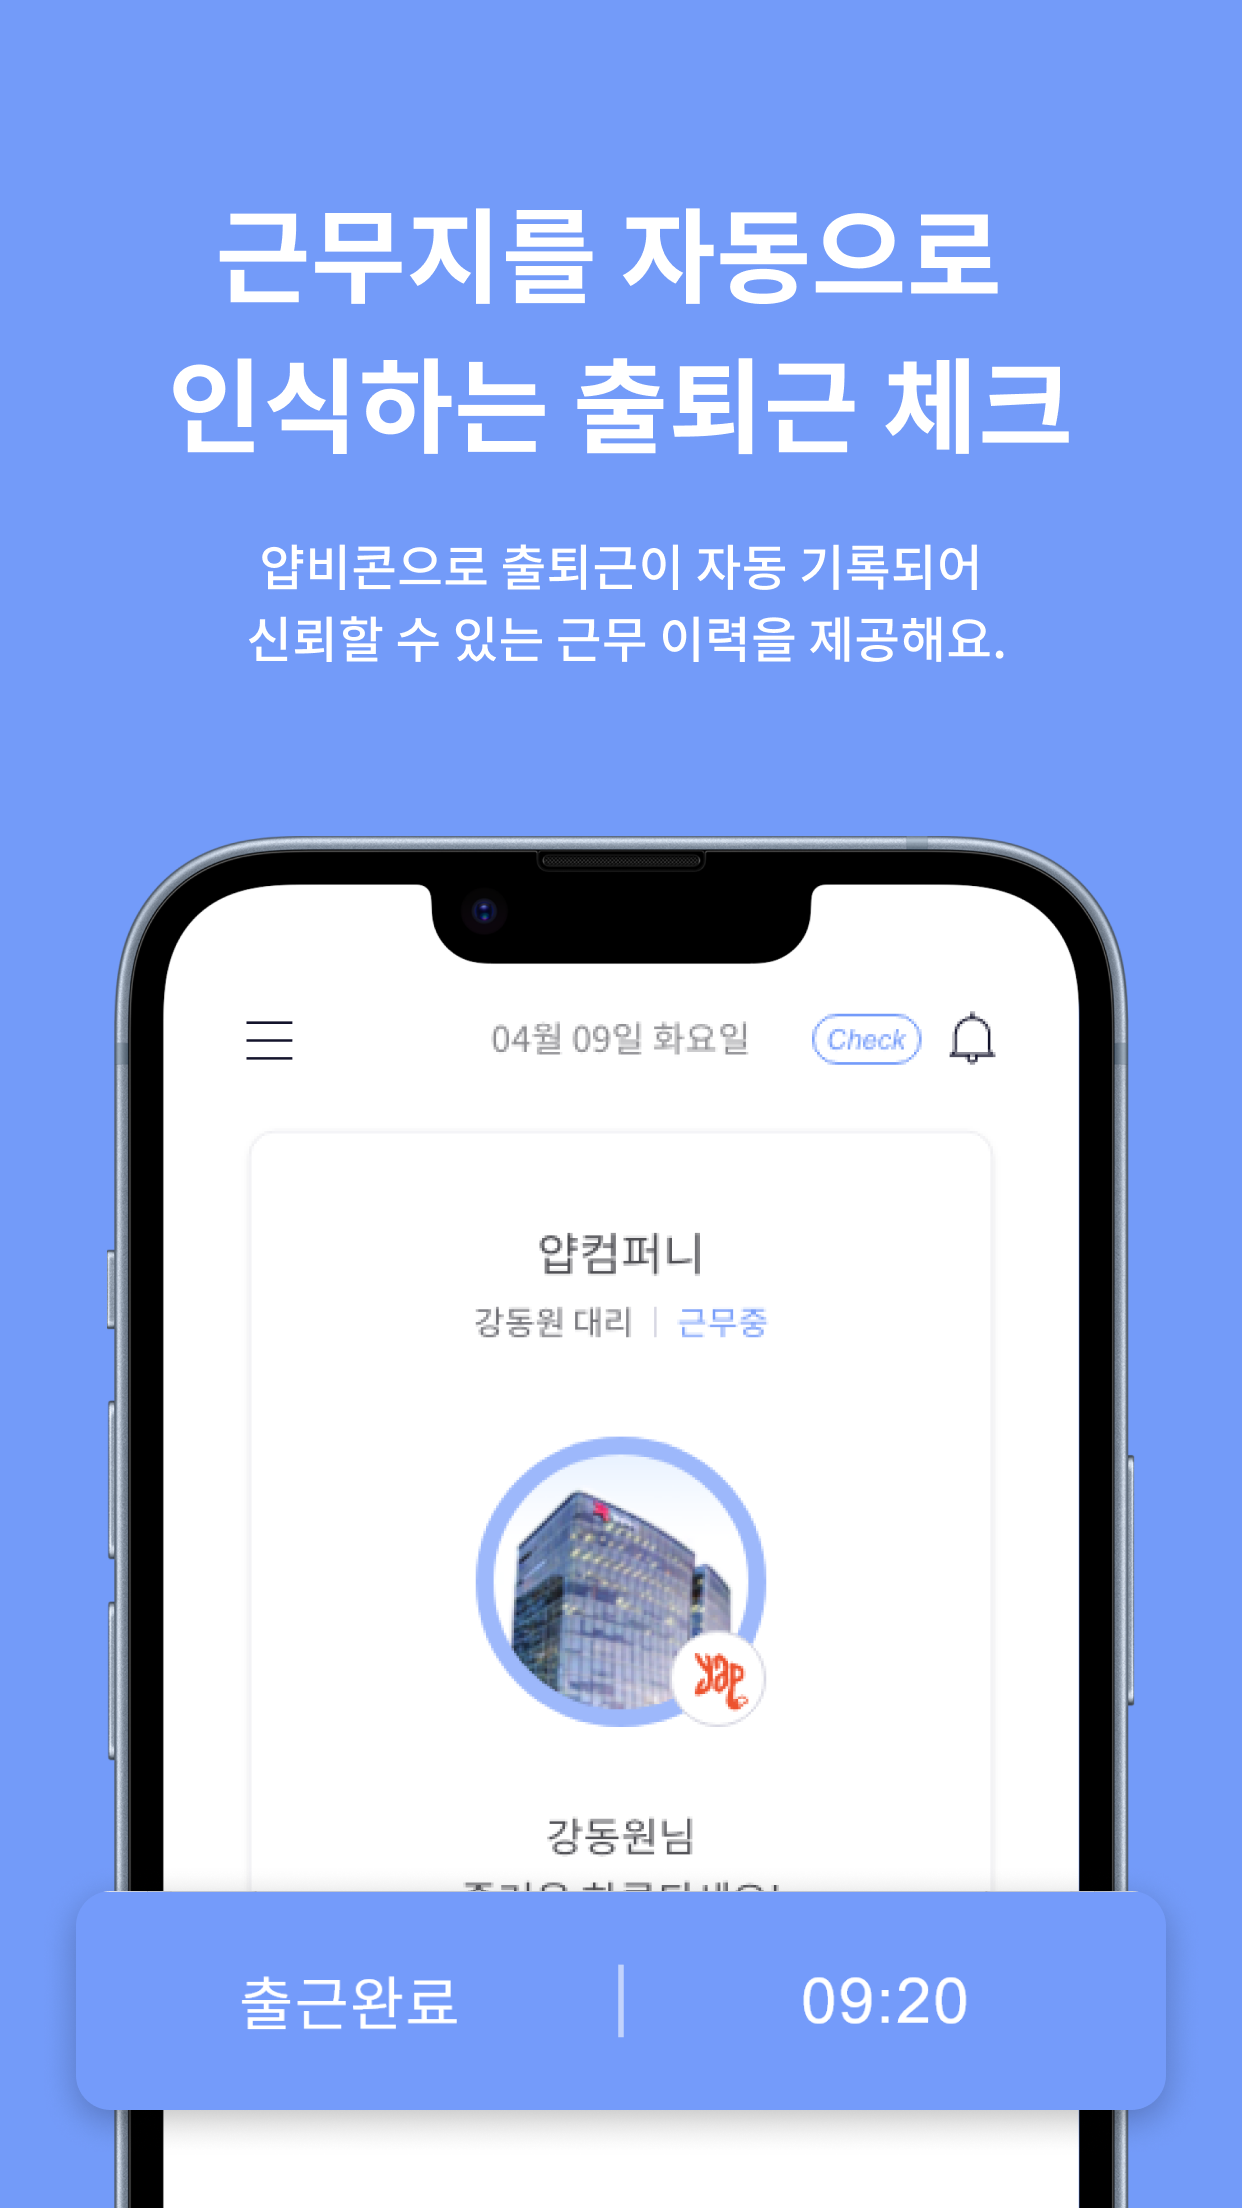 근무지를 자동으로
인식하는 출퇴근 체크
얍비콘으로 출퇴근이 자동 기록되어
신뢰할 수 있는 근무 이력을 제공해요.
04월 09일 화요일
Check
얍컴퍼니
강동원 대리 | 근무중
yap
강동원님
출근완료 | 09:20